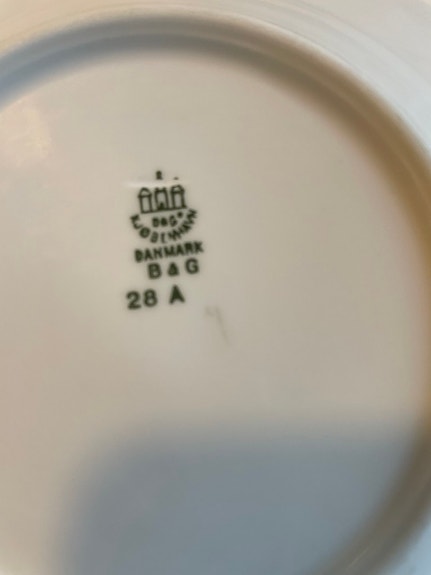 B&G
KJØBENHAVN
DANMARK
B & G
28 A